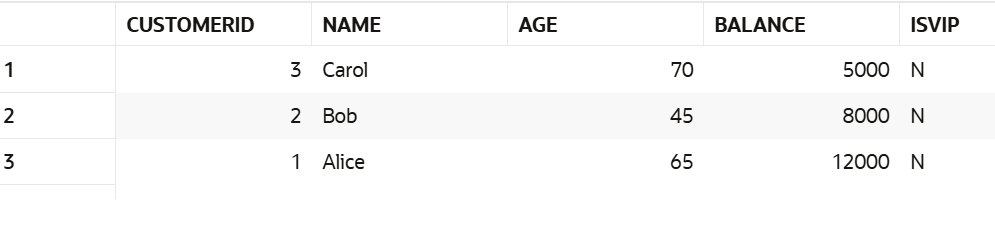 CUSTOMERID NAME AGE BALANCE ISVIP
1 3 Carol 70 5000 N
2 2 Bob 45 8000 N
3 1 Alice 65 12000 N